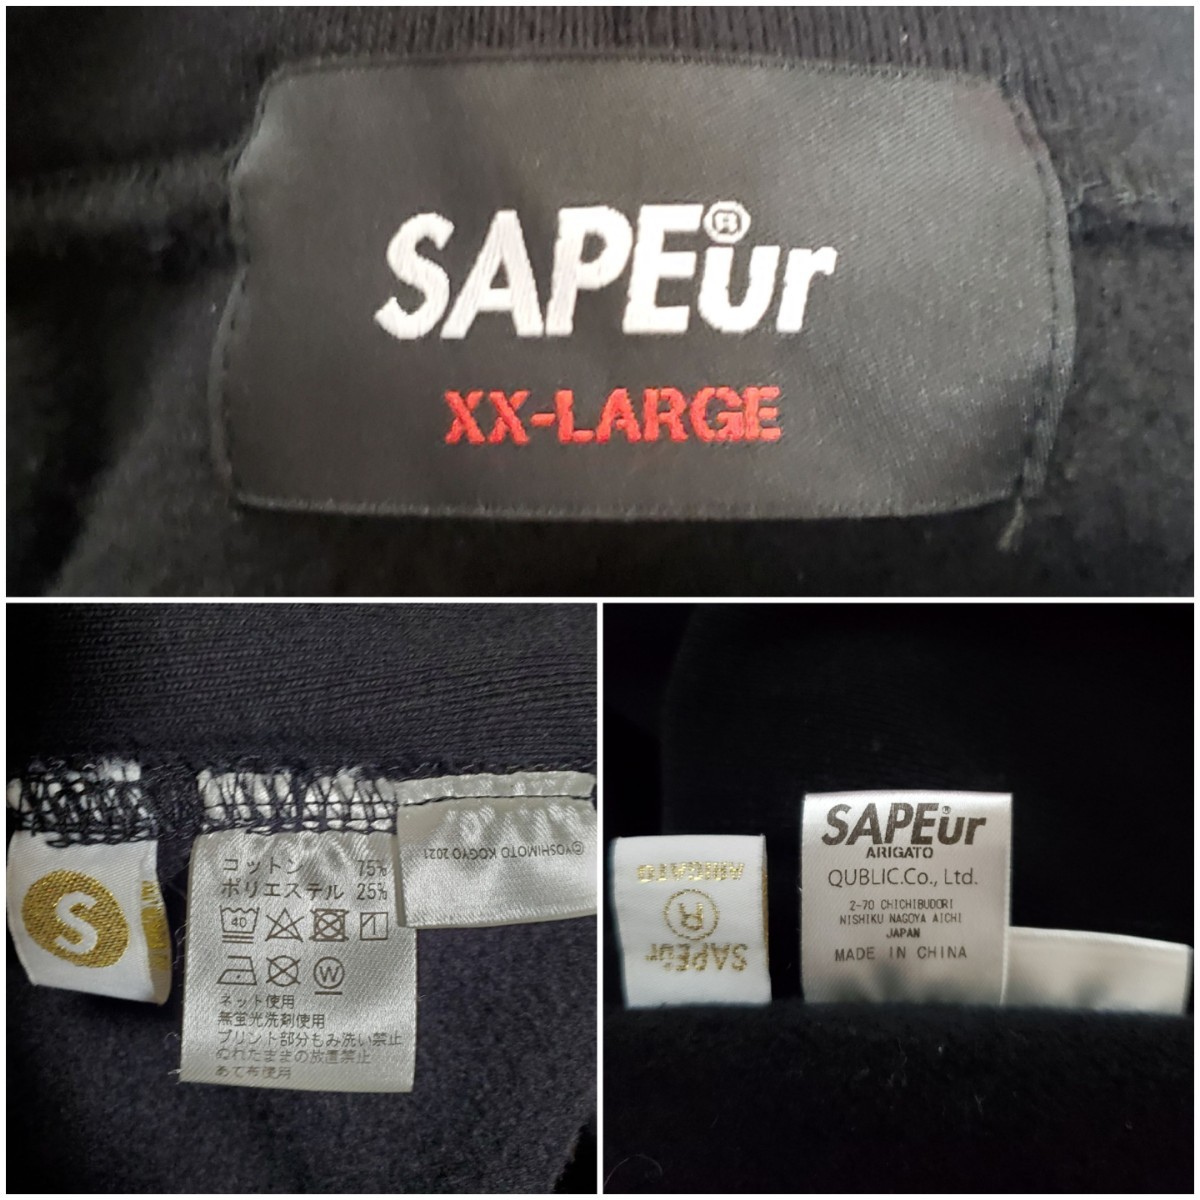 SAPEur®
XX-LARGE
S
コットン 75%
ポリエステル 25%
40
W
ネット使用
無蛍光洗剤使用
プリント部分もみ洗い禁止
ぬれたままの放置禁止
あて布使用
©YOSHIMOTO KOGYO 2021
ARIGATO
R
SAPEur
SAPEur®
ARIGATO
QUBLIC.Co., Ltd.
2-70 CHICHIBUDORI
NISHIKU NAGOYA AICHI
JAPAN
MADE IN CHINA